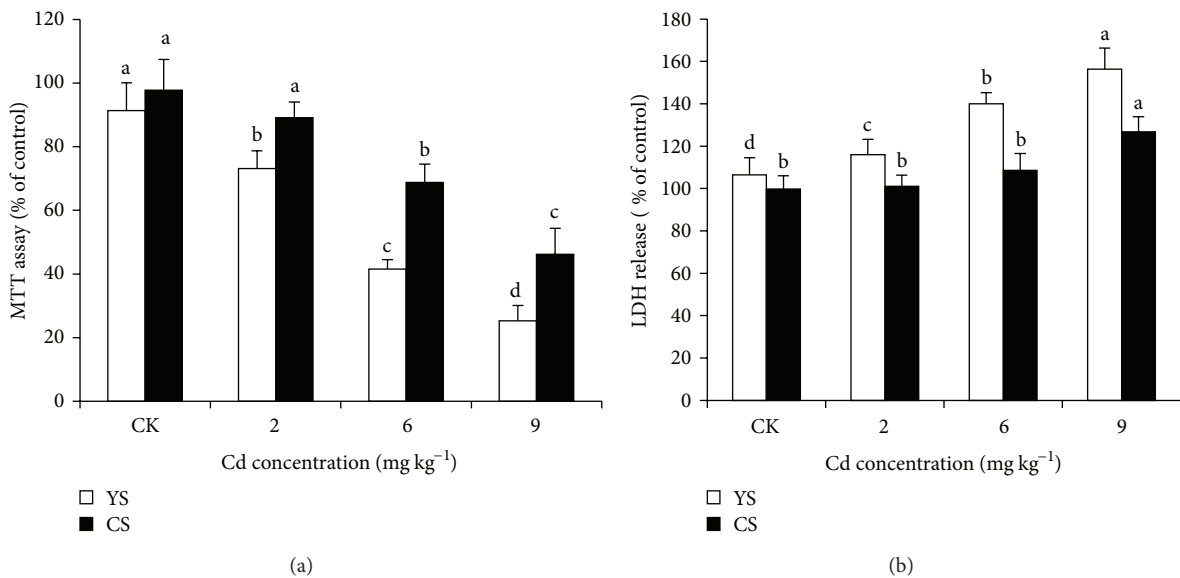 120
100
80
60
40
20
0
MTT assay (% of control)
a
a
b
a
c
b
d
c
CK
2
6
9
Cd concentration (mg kg⁻¹)
YS
CS
(a)
180
160
140
120
100
80
60
40
20
0
LDH release ( % of control)
d
b
c
b
b
b
a
a
CK
2
6
9
Cd concentration (mg kg⁻¹)
YS
CS
(b)